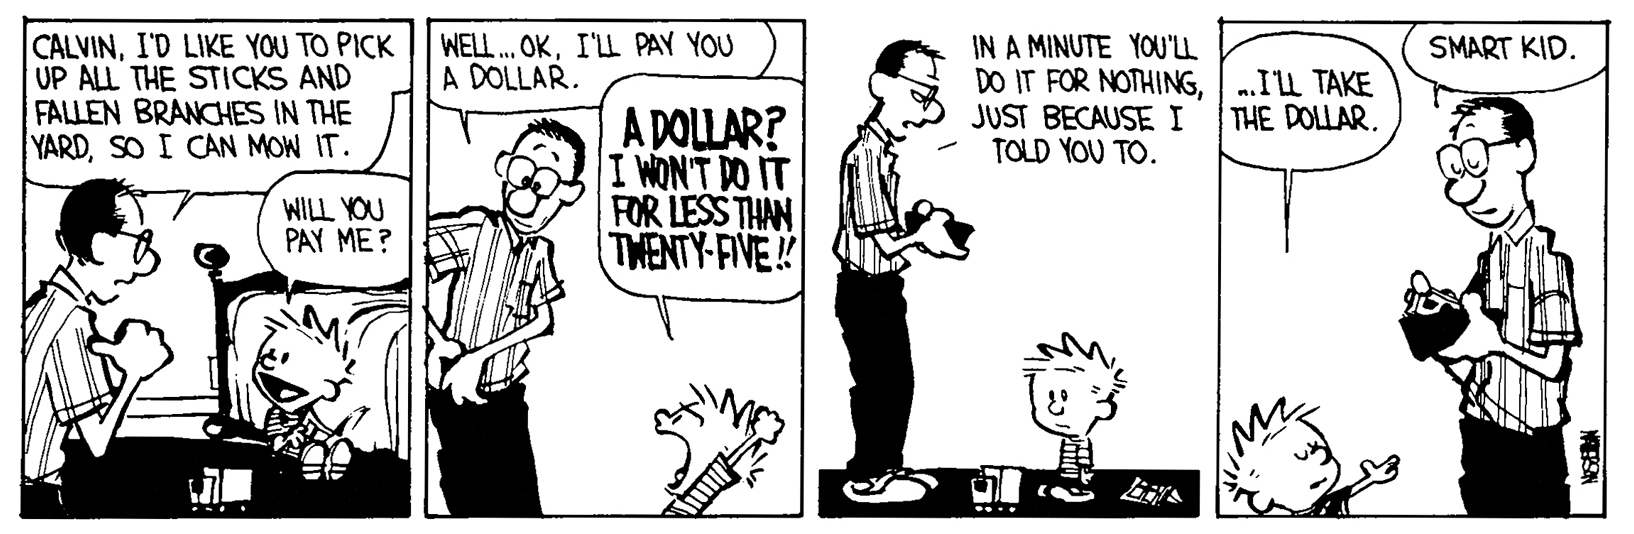 CALVIN, I'D LIKE YOU TO PICK
UP ALL THE STICKS AND
FALLEN BRANCHES IN THE
YARD, SO I CAN MOW IT.
WILL YOU
PAY ME?
WELL...OK, I'LL PAY YOU
A DOLLAR.
A DOLLAR?
I WON'T DO IT
FOR LESS THAN
TWENTY-FIVE!!
IN A MINUTE YOU'LL
DO IT FOR NOTHING,
JUST BECAUSE I
TOLD YOU TO.
...I'LL TAKE
THE DOLLAR.
SMART KID.
WATTERSON